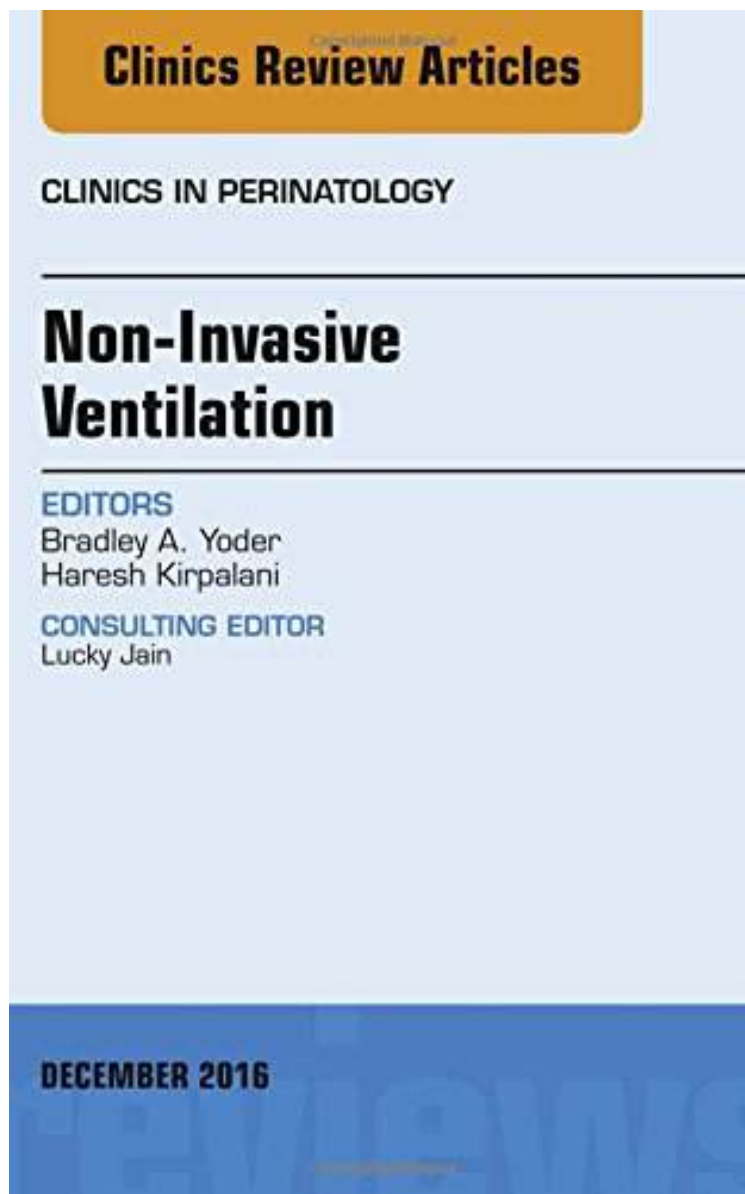 Clinics Review Articles
CLINICS IN PERINATOLOGY
Non-Invasive
Ventilation
EDITORS
Bradley A. Yoder
Haresh Kirpalani
CONSULTING EDITOR
Lucky Jain
DECEMBER 2016
reviews